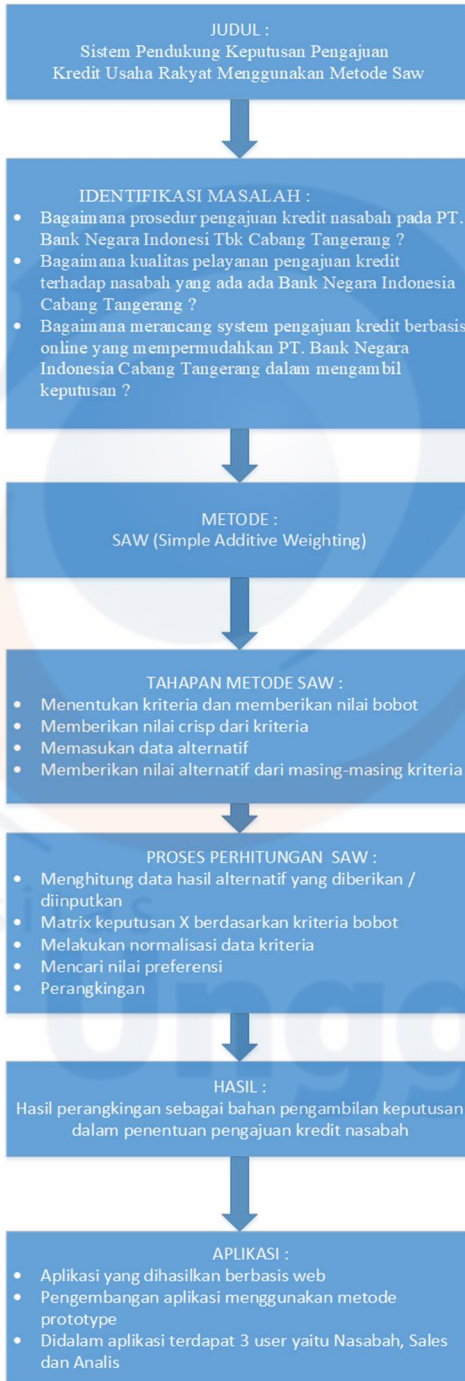 JUDUL :
Sistem Pendukung Keputusan Pengajuan
Kredit Usaha Rakyat Menggunakan Metode Saw
IDENTIFIKASI MASALAH :
• Bagaimana prosedur pengajuan kredit nasabah pada PT.
Bank Negara Indonesi Tbk Cabang Tangerang ?
• Bagaimana kualitas pelayanan pengajuan kredit
terhadap nasabah yang ada ada Bank Negara Indonesia
Cabang Tangerang ?
• Bagaimana merancang system pengajuan kredit berbasis
online yang mempermudahkan PT. Bank Negara
Indonesia Cabang Tangerang dalam mengambil
keputusan ?
METODE :
SAW (Simple Additive Weighting)
TAHAPAN METODE SAW :
• Menentukan kriteria dan memberikan nilai bobot
• Memberikan nilai crisp dari kriteria
• Memasukan data alternatif
• Memberikan nilai alternatif dari masing-masing kriteria
PROSES PERHITUNGAN SAW :
• Menghitung data hasil alternatif yang diberikan /
diinputkan
• Matrix keputusan X berdasarkan kriteria bobot
• Melakukan normalisasi data kriteria
• Mencari nilai preferensi
• Perangkingan
sitas
Ungg
HASIL :
Hasil perangkingan sebagai bahan pengambilan keputusan
dalam penentuan pengajuan kredit nasabah
APLIKASI :
• Aplikasi yang dihasilkan berbasis web
• Pengembangan aplikasi menggunakan metode
prototype
• Didalam aplikasi terdapat 3 user yaitu Nasabah, Sales
dan Analis